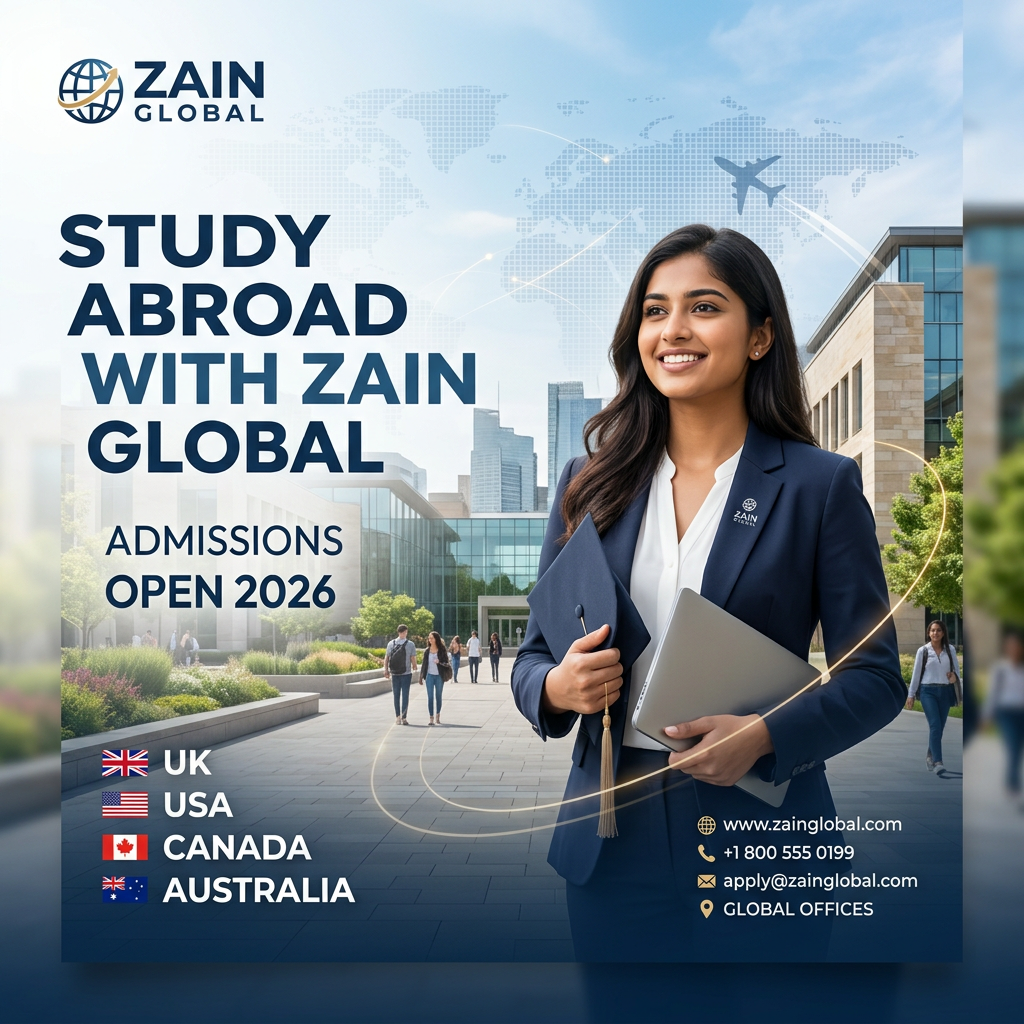 ZAIN
GLOBAL
STUDY
ABROAD
WITH ZAIN
GLOBAL
ADMISSIONS
OPEN 2026
ZAIN
GLOBAL
UK
USA
CANADA
AUSTRALIA
www.zainglobal.com
+1 800 555 0199
apply@zainglobal.com
GLOBAL OFFICES